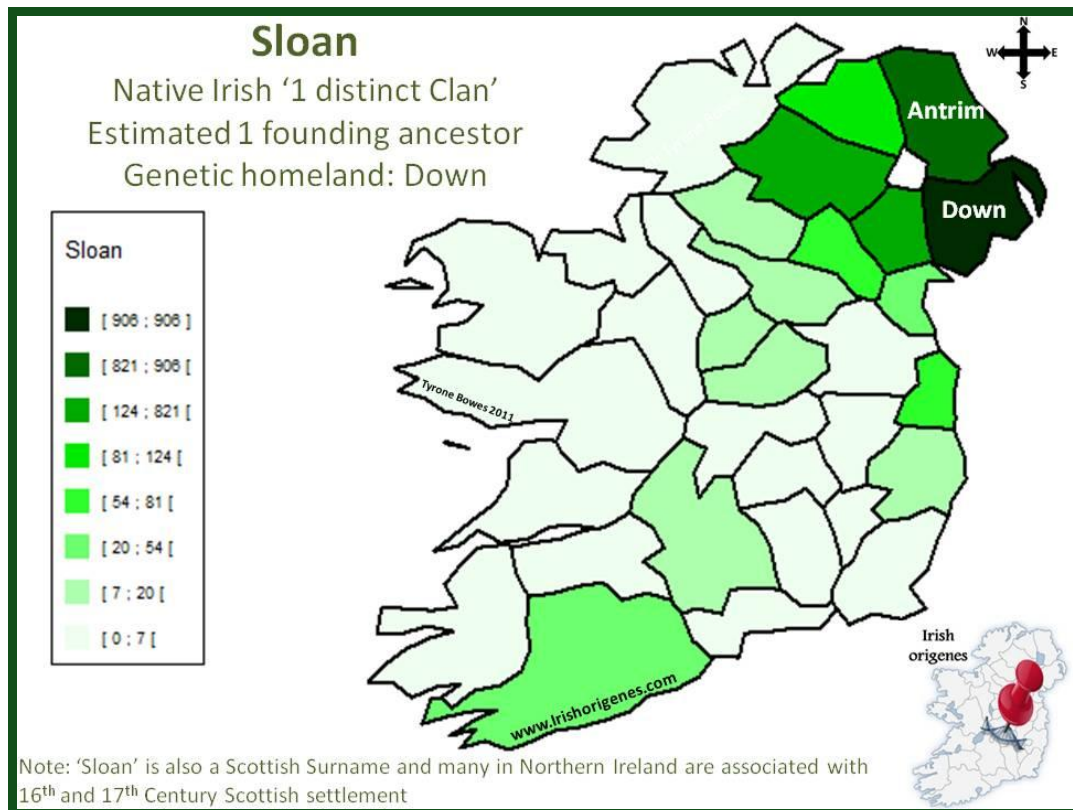 Sloan
Native Irish ‘1 distinct Clan’
Estimated 1 founding ancestor
Genetic homeland: Down
N
W E
S
Antrim
Down
Sloan
[ 906 ; 906 ]
[ 821 ; 906 [
[ 124 ; 821 [
[ 81 ; 124 [
[ 54 ; 81 [
[ 20 ; 54 [
[ 7 ; 20 [
[ 0 ; 7 [
Tyrone Bowes 2011
www.Irishorigenes.com
Irish
origenes
Note: ‘Sloan’ is also a Scottish Surname and many in Northern Ireland are associated with
16th and 17th Century Scottish settlement